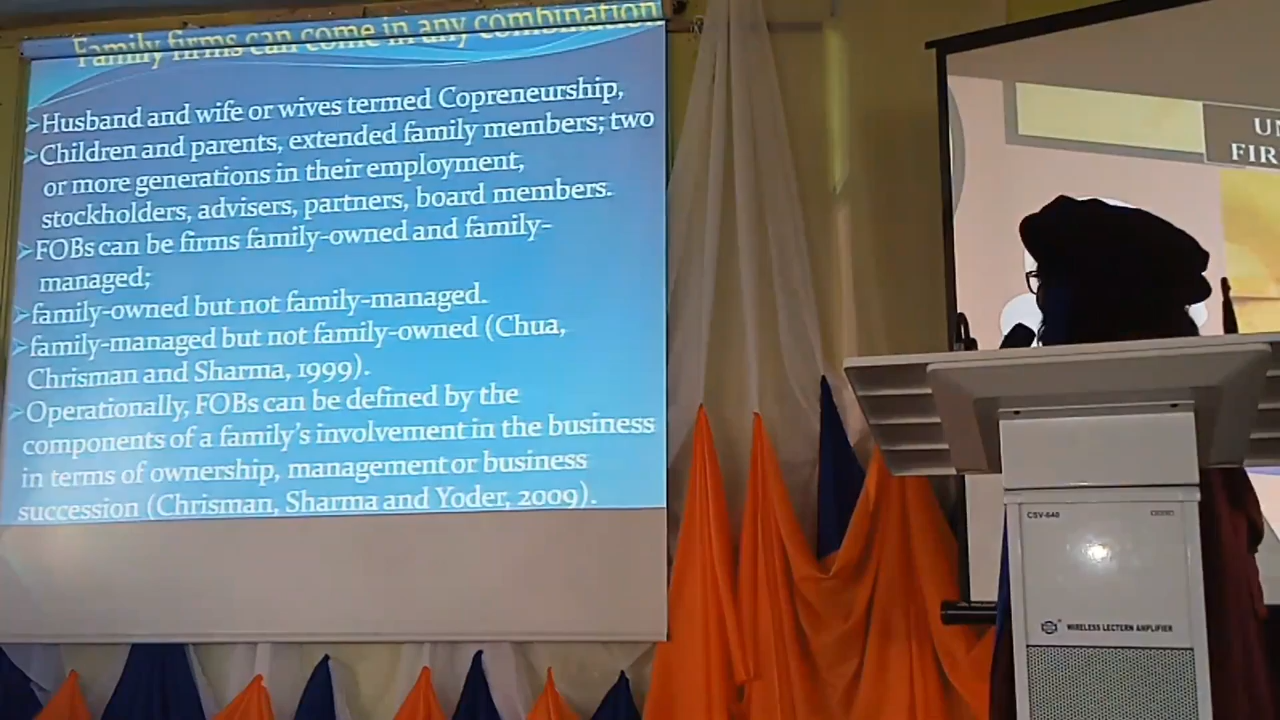 Family firms can come in any combination
➢Husband and wife or wives termed Copreneurship,
➢Children and parents, extended family members; two
or more generations in their employment,
stockholders, advisers, partners, board members.
➢FOBs can be firms family-owned and family-
managed;
➢family-owned but not family-managed.
➢family-managed but not family-owned (Chua,
Chrisman and Sharma, 1999).
➢Operationally, FOBs can be defined by the
components of a family's involvement in the business
in terms of ownership, management or business
succession (Chrisman, Sharma and Yoder, 2009).
UN
FIR
CSV-640
WIRELESS LECTERN AMPLIFIER